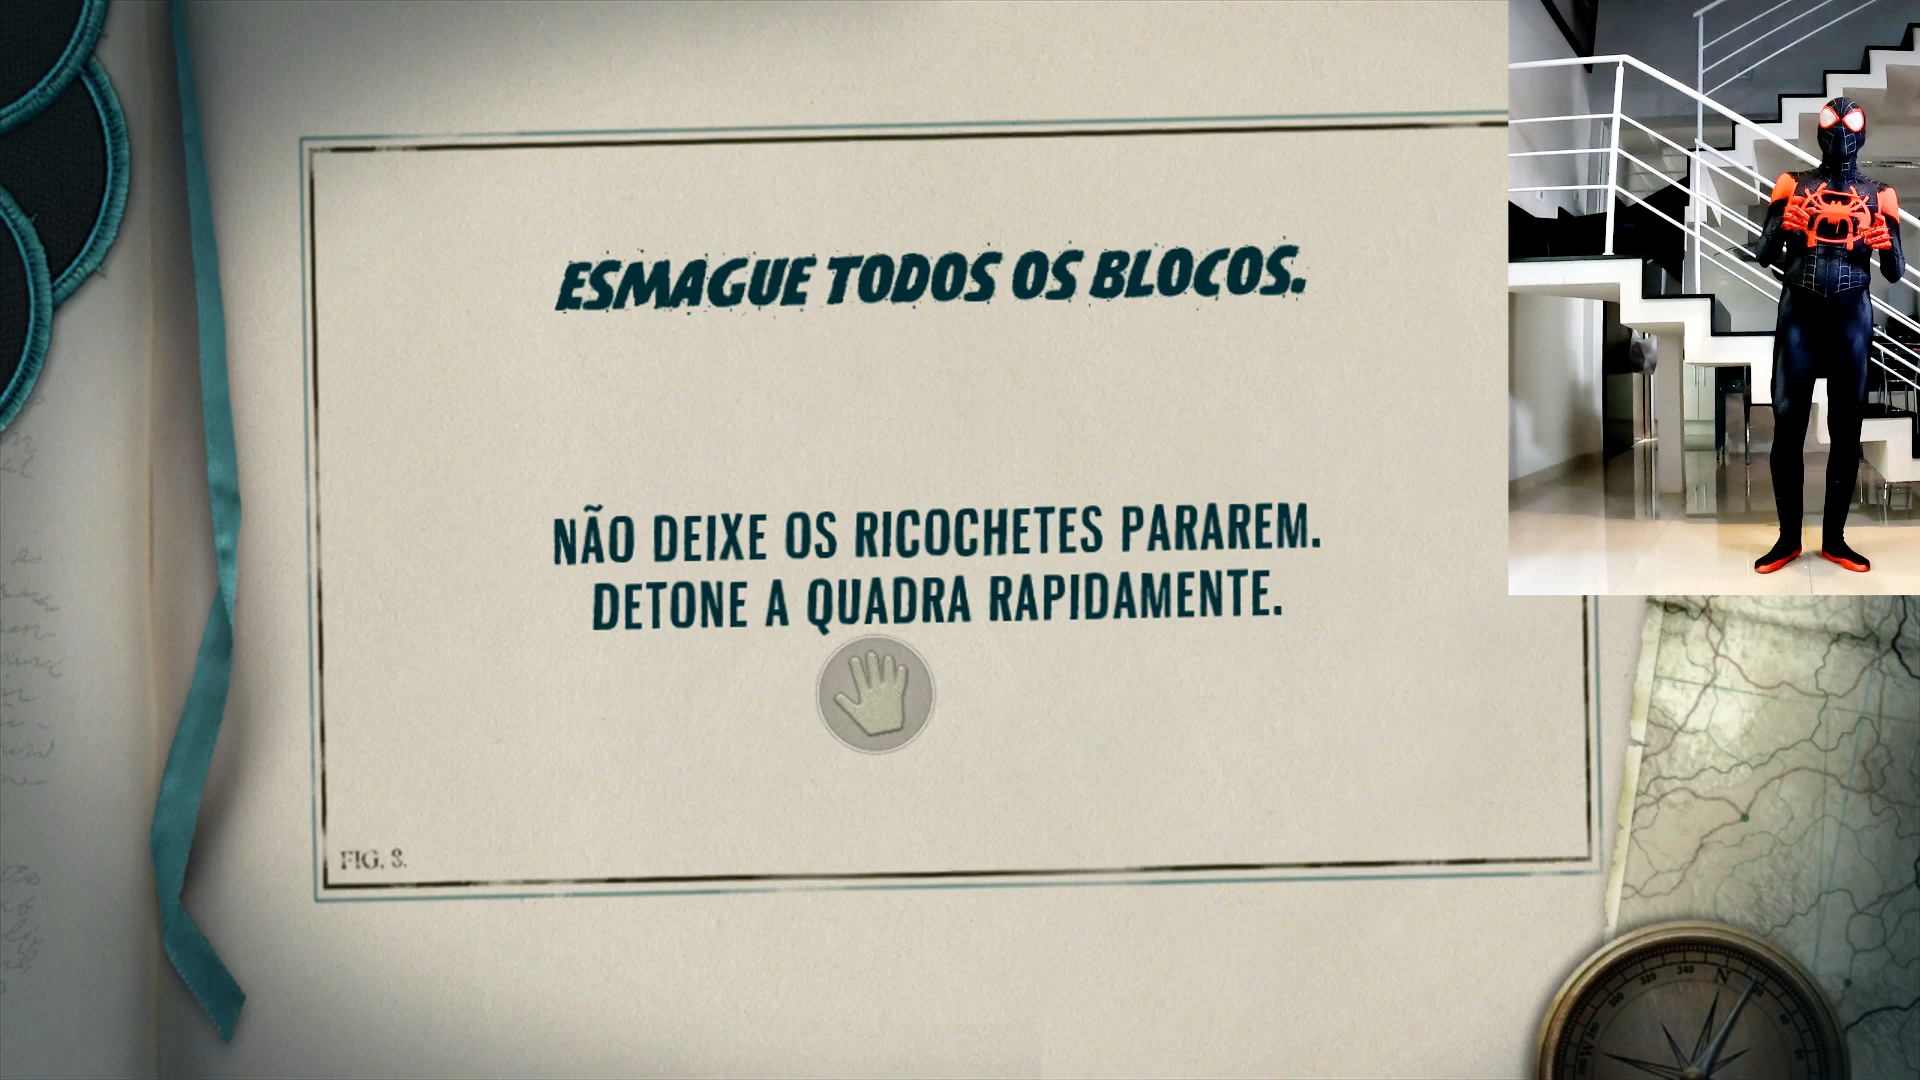 ESMAGUE TODOS OS BLOCOS.
NÃO DEIXE OS RICOCHETES PARAREM.
DETONE A QUADRA RAPIDAMENTE.
FIG. 8.
N
W